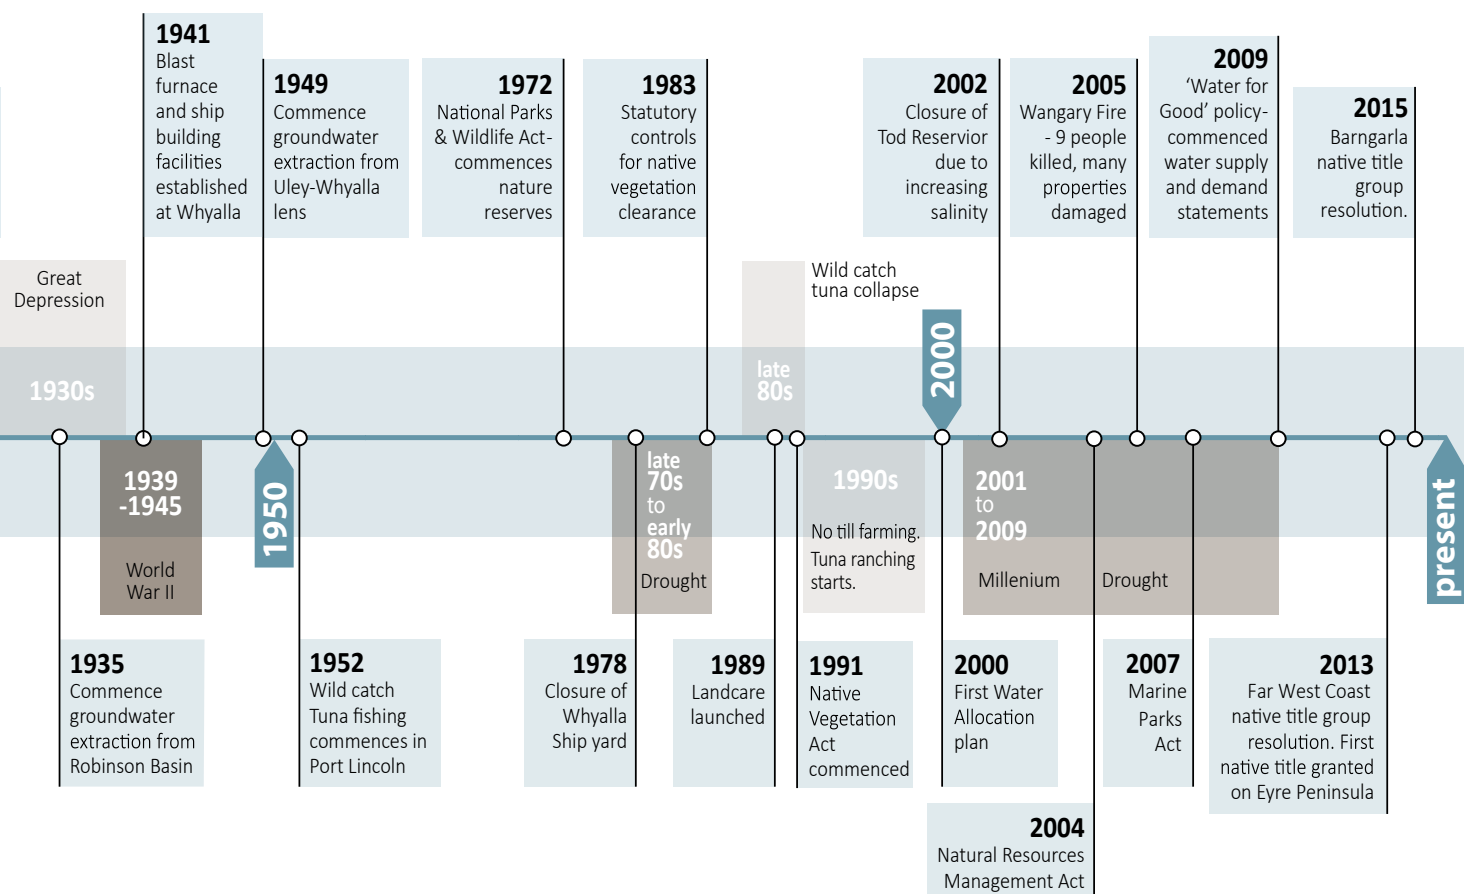 1941
Blast
furnace
and ship
building
facilities
established
at Whyalla
1949
Commence
groundwater
extraction from
Uley-Whyalla
lens
1972
National Parks
& Wildlife Act-
commences
nature
reserves
1983
Statutory
controls
for native
vegetation
clearance
2002
Closure of
Tod Reservior
due to
increasing
salinity
2005
Wangary Fire
- 9 people
killed, many
properties
damaged
2009
‘Water for
Good’ policy-
commenced
water supply
and demand
statements
2015
Barngarla
native title
group
resolution.
Great
Depression
1930s
Wild catch
tuna collapse
late
80s
2000
1939
-1945
World
War II
1950
late
70s
to
early
80s
Drought
1990s
No till farming.
Tuna ranching
starts.
2001
to
2009
Millenium Drought
present
1935
Commence
groundwater
extraction from
Robinson Basin
1952
Wild catch
Tuna fishing
commences in
Port Lincoln
1978
Closure of
Whyalla
Ship yard
1989
Landcare
launched
1991
Native
Vegetation
Act
commenced
2000
First Water
Allocation
plan
2004
Natural Resources
Management Act
2007
Marine
Parks
Act
2013
Far West Coast
native title group
resolution. First
native title granted
on Eyre Peninsula